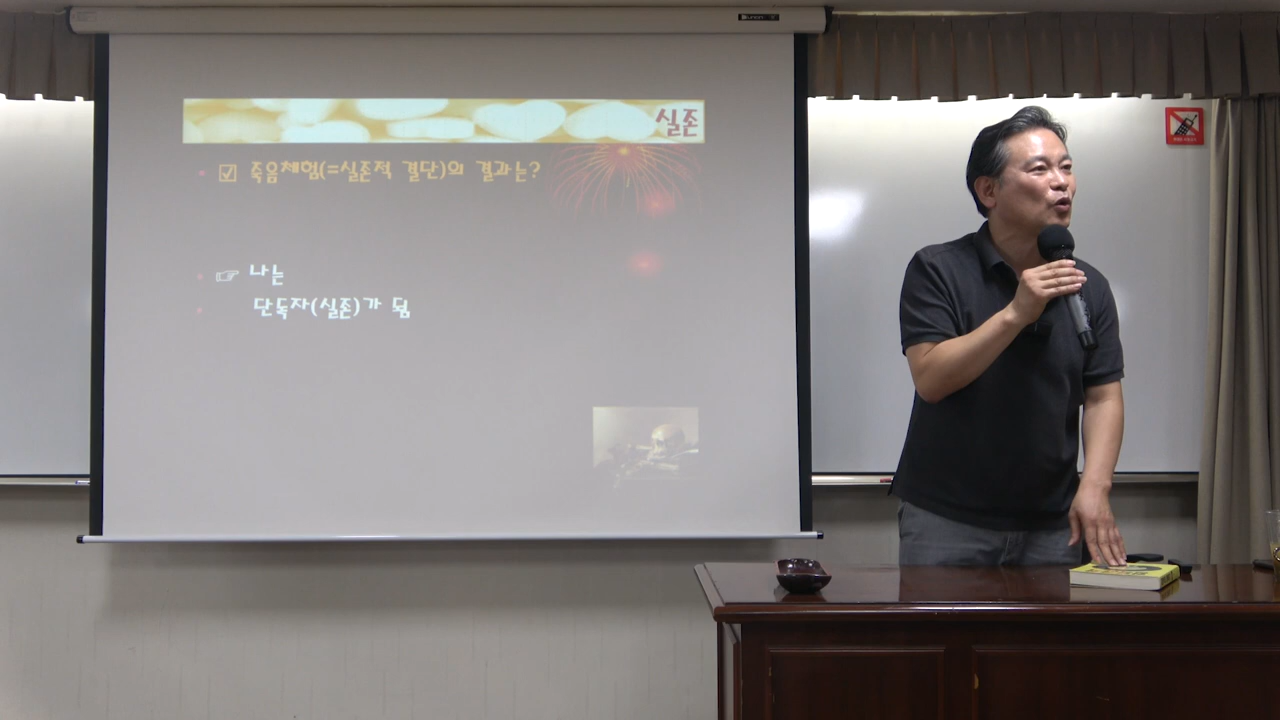 실존
☑ 죽음체험(=실존적 결단)의 결과는?
☞ 나는
단독자(실존)가 됨